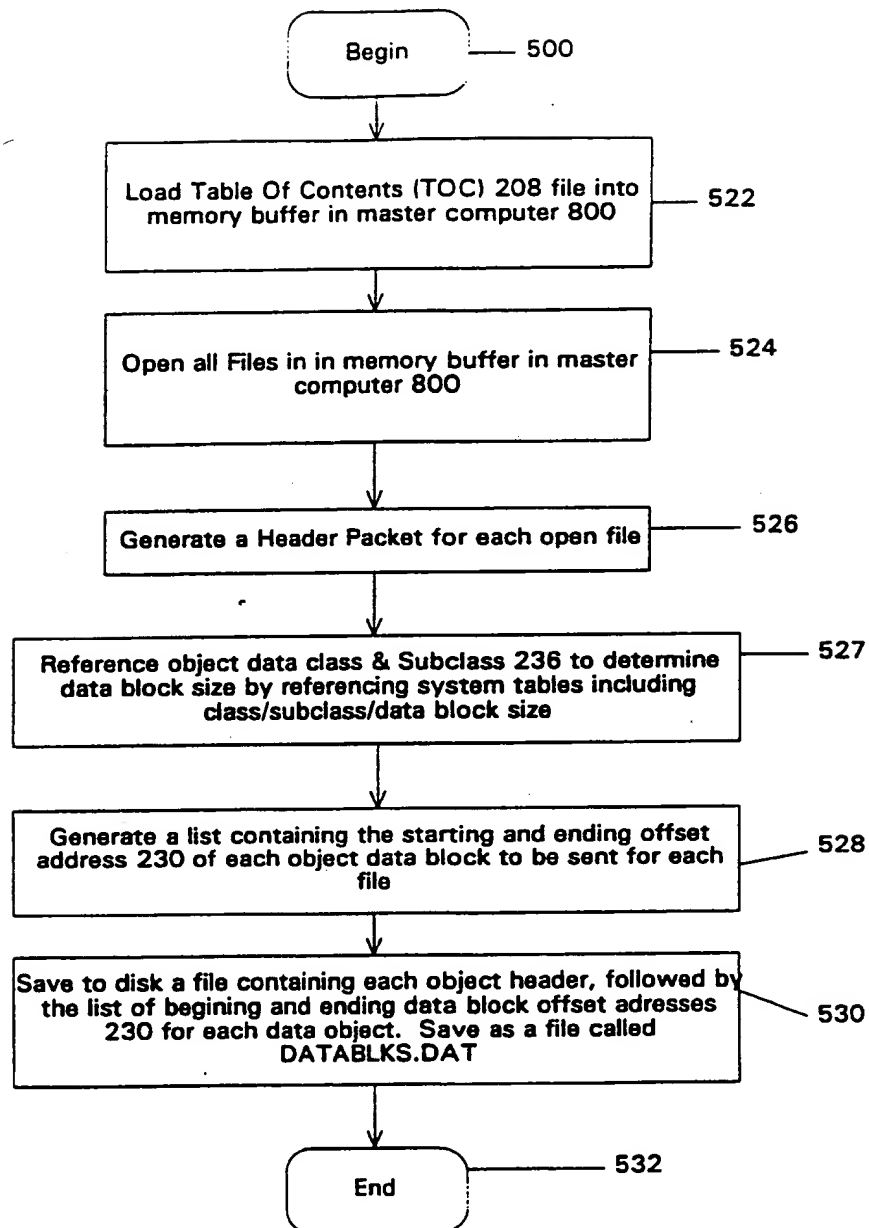 Begin
500
Load Table Of Contents (TOC) 208 file into
memory buffer in master computer 800
522
Open all Files in in memory buffer in master
computer 800
524
Generate a Header Packet for each open file
526
Reference object data class & Subclass 236 to determine
data block size by referencing system tables including
class/subclass/data block size
527
Generate a list containing the starting and ending offset
address 230 of each object data block to be sent for each
file
528
Save to disk a file containing each object header, followed by
the list of begining and ending data block offset adresses
230 for each data object. Save as a file called
DATABLKS.DAT
530
End
532